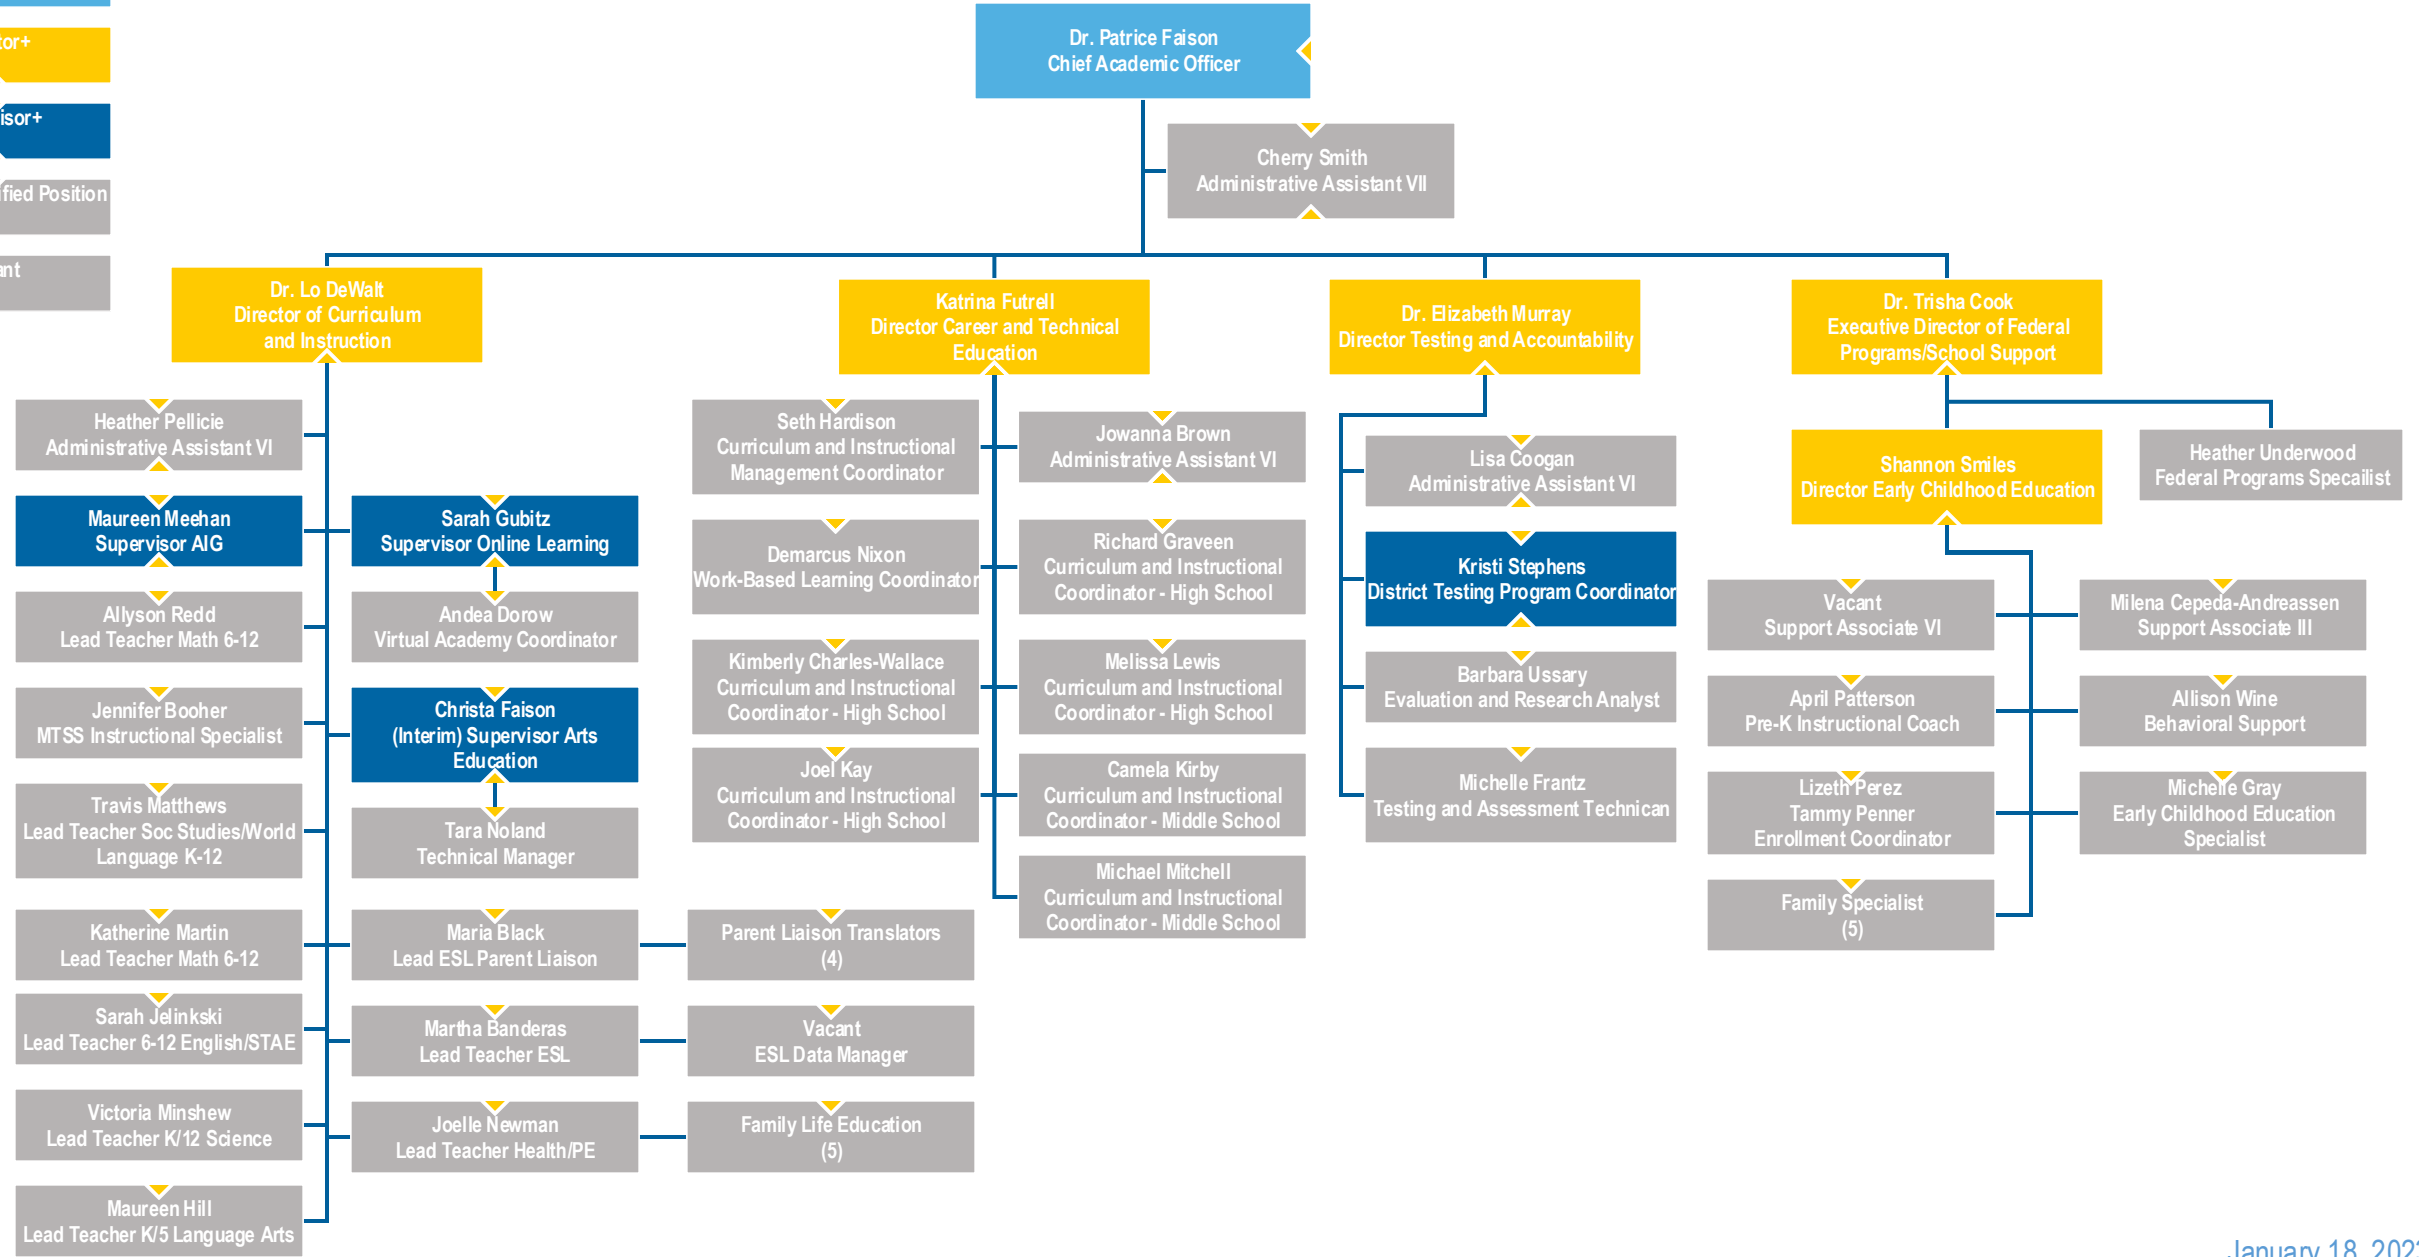 Dr. Patrice Faison
Chief Academic Officer
Cherry Smith
Administrative Assistant VII
tor+
isor+
ified Position
ant
Dr. Lo DeWalt
Director of Curriculum
and Instruction
Heather Pellicie
Administrative Assistant VI
Maureen Meehan
Supervisor AIG
Sarah Gubitz
Supervisor Online Learning
Allyson Redd
Lead Teacher Math 6-12
Andea Dorow
Virtual Academy Coordinator
Jennifer Booher
MTSS Instructional Specialist
Christa Faison
(Interim) Supervisor Arts
Education
Travis Matthews
Lead Teacher Soc Studies/World
Language K-12
Tara Noland
Technical Manager
Katherine Martin
Lead Teacher Math 6-12
Maria Black
Lead ESL Parent Liaison
Parent Liaison Translators
(4)
Sarah Jelinkski
Lead Teacher 6-12 English/STAE
Martha Banderas
Lead Teacher ESL
Vacant
ESL Data Manager
Victoria Minshew
Lead Teacher K/12 Science
Joelle Newman
Lead Teacher Health/PE
Family Life Education
(5)
Maureen Hill
Lead Teacher K/5 Language Arts
Katrina Futrell
Director Career and Technical
Education
Seth Hardison
Curriculum and Instructional
Management Coordinator
Jowanna Brown
Administrative Assistant VI
Demarcus Nixon
Work-Based Learning Coordinator
Richard Graveen
Curriculum and Instructional
Coordinator - High School
Kimberly Charles-Wallace
Curriculum and Instructional
Coordinator - High School
Melissa Lewis
Curriculum and Instructional
Coordinator - High School
Joel Kay
Curriculum and Instructional
Coordinator - High School
Camela Kirby
Curriculum and Instructional
Coordinator - Middle School
Michael Mitchell
Curriculum and Instructional
Coordinator - Middle School
Dr. Elizabeth Murray
Director Testing and Accountability
Lisa Coogan
Administrative Assistant VI
Kristi Stephens
District Testing Program Coordinator
Barbara Ussary
Evaluation and Research Analyst
Michelle Frantz
Testing and Assessment Technican
Dr. Trisha Cook
Executive Director of Federal
Programs/School Support
Shannon Smiles
Director Early Childhood Education
Heather Underwood
Federal Programs Specailist
Vacant
Support Associate VI
Milena Cepeda-Andreassen
Support Associate III
April Patterson
Pre-K Instructional Coach
Allison Wine
Behavioral Support
Lizeth Perez
Tammy Penner
Enrollment Coordinator
Michelle Gray
Early Childhood Education
Specialist
Family Specialist
(5)
January 18,